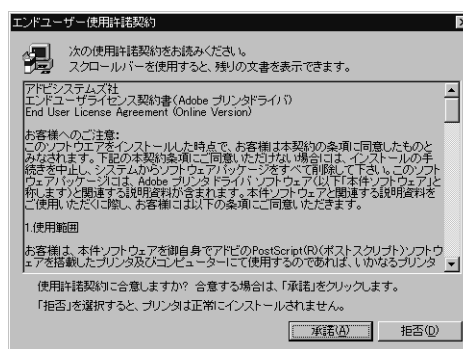 エンドユーザー使用許諾契約
次の使用許諾契約をお読みください。
スクロールバーを使用すると、残りの文書を表示できます。
アドビシステムズ社
エンドユーザライセンス契約書(Adobe プリンタドライバ)
End User License Agreement (Online Version)
お客様へのご注意:
このソフトウエアをインストールした時点で、お客様は本契約の条項に同意したものと
みなされます。下記の本契約条項にご同意いただけない場合には、インストールの手
続きを中止し、システムからソフトウェアパッケージをすべて削除して下さい。このソフト
ウェアパッケージには、Adobe プリンタ ドライバ ソフトウェア(以下「本件ソフトウェア」と
称します)と関連する説明資料が含まれます。本件ソフトウェアと関連する説明資料を
ご使用いただくに際し、お客様には以下の条項にご同意いただきます。
1.使用範囲
お客様は、本件ソフトウェアを御自身でアドビのPostScript(R)(ポストスクリプト)ソフトウ
ェアを搭載したプリンタ及びコンピューターにて使用するのであれば、いかなるプリンタ
使用許諾契約に合意しますか? 合意する場合は、「承諾」をクリックします。
「拒否」を選択すると、プリンタは正常にインストールされません。
承諾(A)
拒否(D)